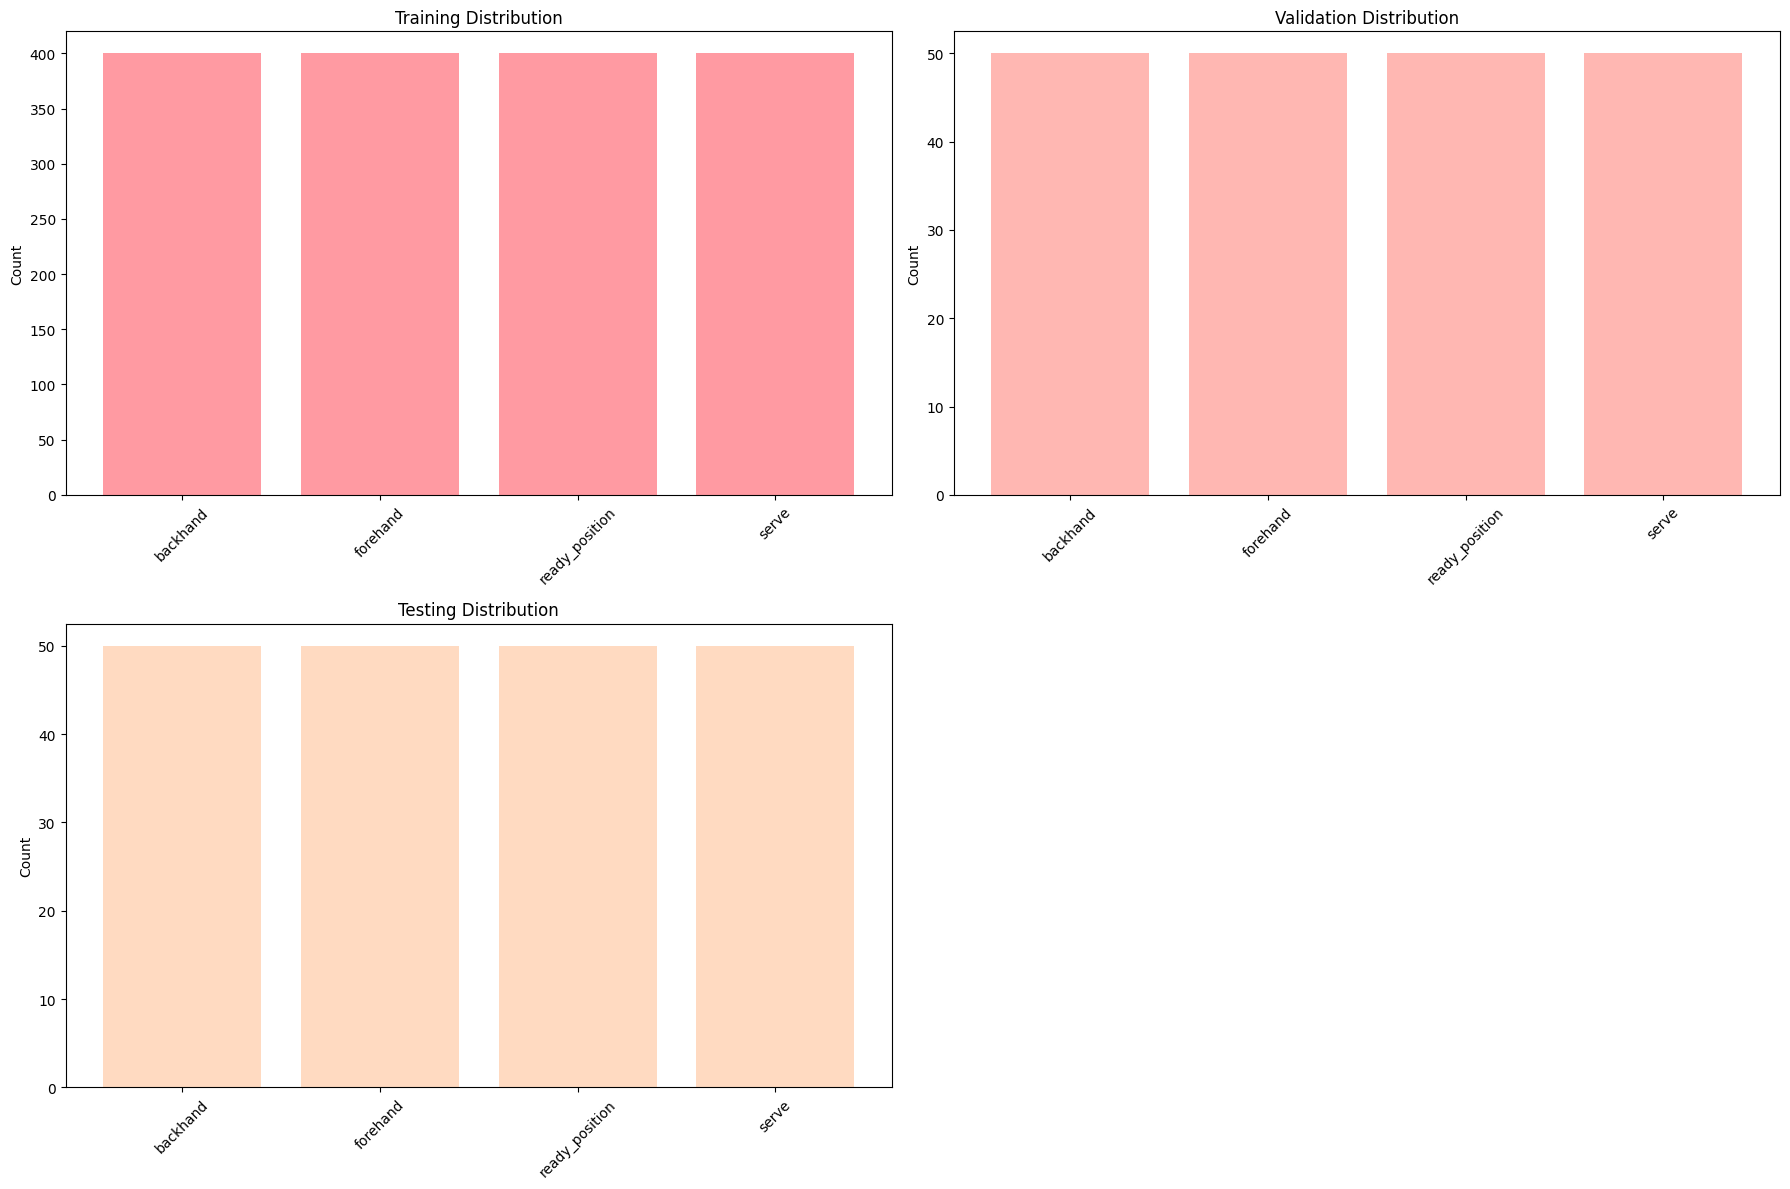 Training Distribution
400
350
300
250
200
150
100
50
0
Count
backhand
forehand
ready_position
serve
Validation Distribution
50
40
30
20
10
0
Count
backhand
forehand
ready_position
serve
Testing Distribution
50
40
30
20
10
0
Count
backhand
forehand
ready_position
serve